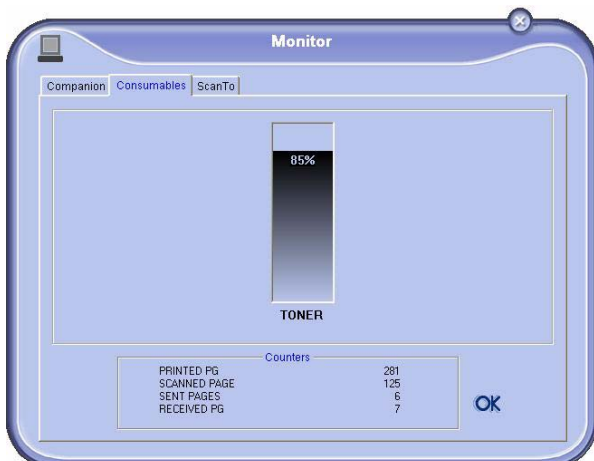 Monitor
Companion Consumables ScanTo
85%
TONER
Counters
PRINTED PG 281
SCANNED PAGE 125
SENT PAGES 6
RECEIVED PG 7
OK